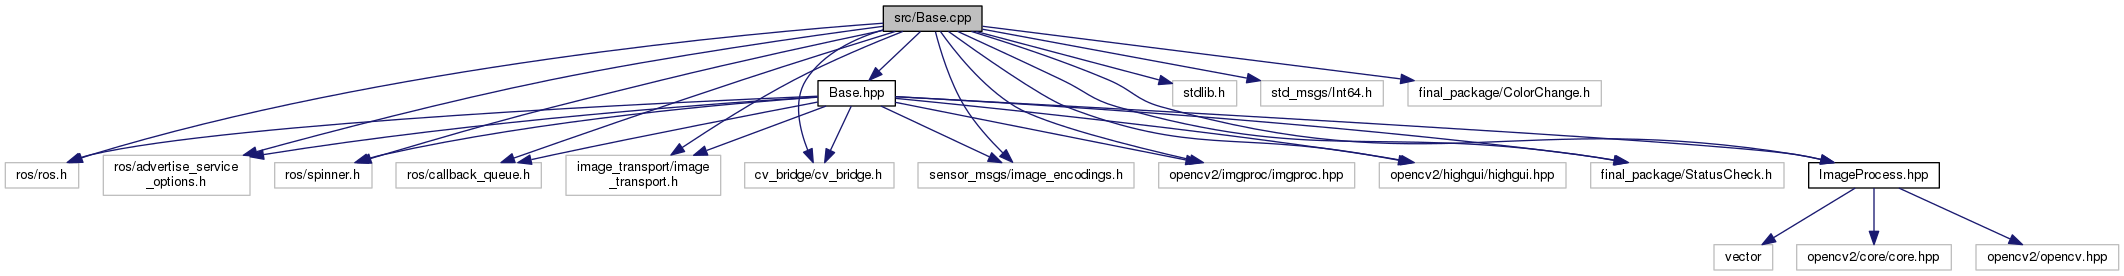 src/Base.cpp
Base.hpp
stdlib.h
std_msgs/Int64.h
final_package/ColorChange.h
ros/ros.h
ros/advertise_service
_options.h
ros/spinner.h
ros/callback_queue.h
image_transport/image
_transport.h
cv_bridge/cv_bridge.h
sensor_msgs/image_encodings.h
opencv2/imgproc/imgproc.hpp
opencv2/highgui/highgui.hpp
final_package/StatusCheck.h
ImageProcess.hpp
vector
opencv2/core/core.hpp
opencv2/opencv.hpp